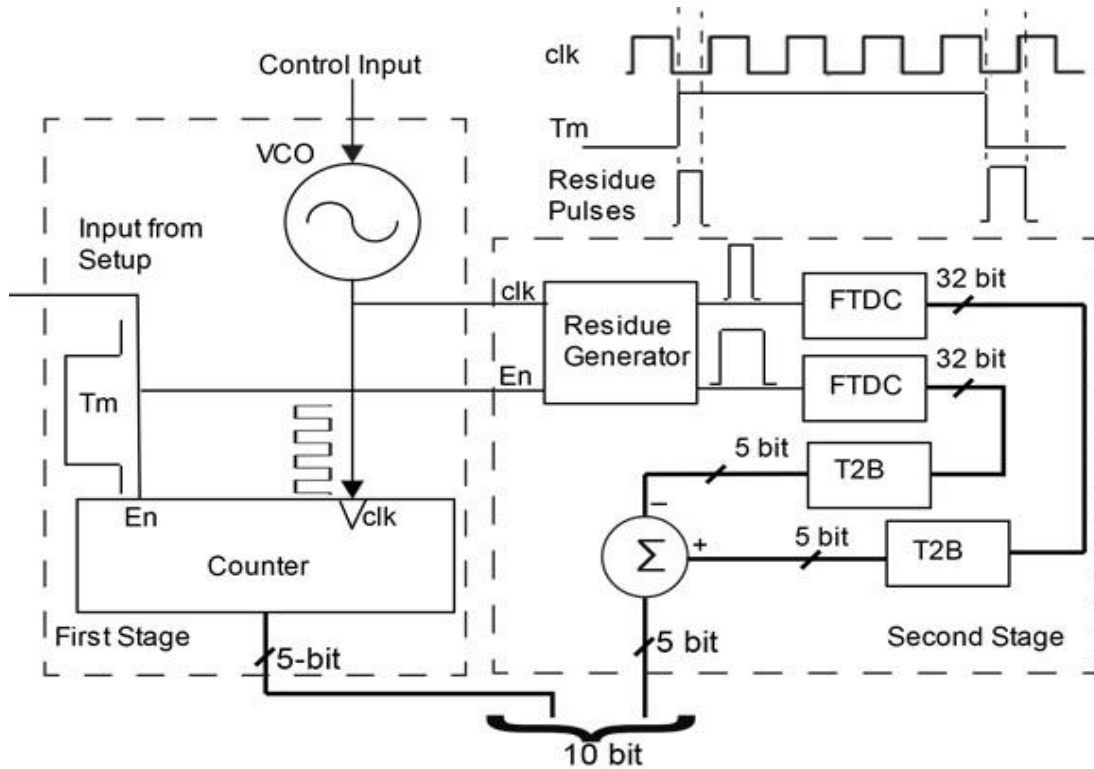 clk
Tm
Residue
Pulses
Control Input
VCO
Input from
Setup
Tm
En
clk
Counter
First Stage
5-bit
clk
En
Residue
Generator
FTDC
32 bit
FTDC
32 bit
5 bit
T2B
−
Σ
+
5 bit
T2B
5 bit
Second Stage
10 bit